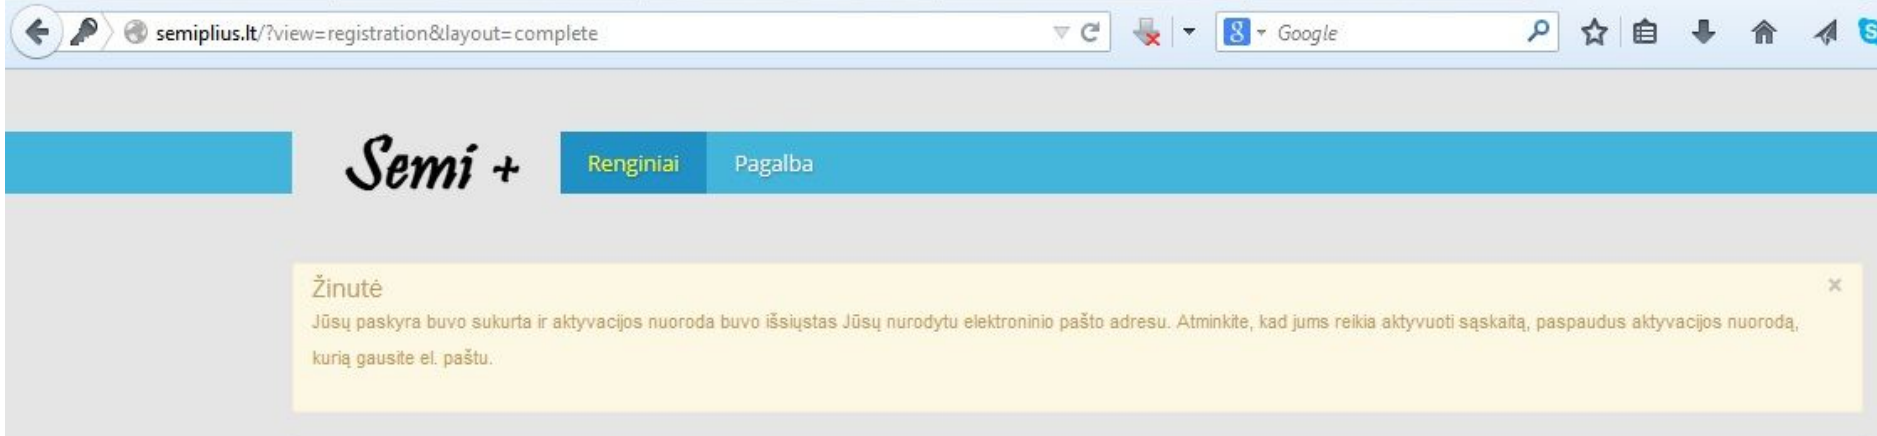 semiplius.lt/?view=registration&layout=complete
8 Google
Semi + Renginiai Pagalba
Žinutė
×
Jūsų paskyra buvo sukurta ir aktyvacijos nuoroda buvo išsiųstas Jūsų nurodytu elektroninio pašto adresu. Atminkite, kad jums reikia aktyvuoti sąskaitą, paspaudus aktyvacijos nuorodą,
kurią gausite el. paštu.